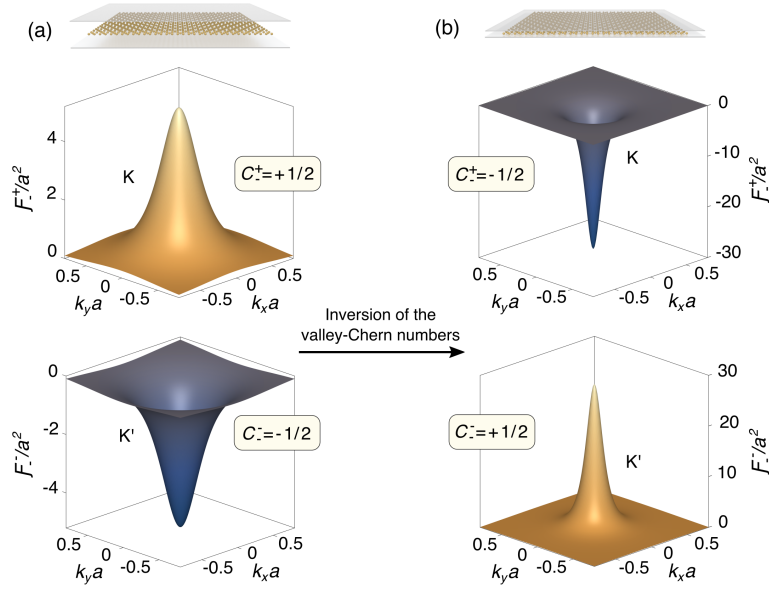 (a)
(b)
4
2
0
F₋⁺/a²
K
C₋⁺=+1/2
0.5
0
-0.5
kᵧa
-0.5
0
0.5
kₓa
0
-10
-20
-30
F₋⁺/a²
K
C₋⁺=-1/2
0.5
0
-0.5
kᵧa
-0.5
0
0.5
kₓa
Inversion of the
valley-Chern numbers
0
-2
-4
F₋⁻/a²
K'
C₋⁻=-1/2
0.5
0
-0.5
kᵧa
-0.5
0
0.5
kₓa
30
20
10
0
F₋⁻/a²
K'
C₋⁻=+1/2
0.5
0
-0.5
kᵧa
-0.5
0
0.5
kₓa